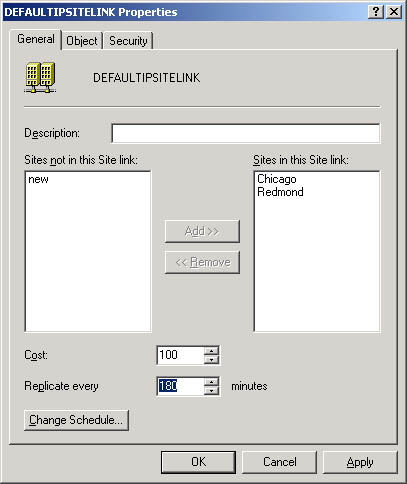 DEFAULTIPSITELINK Properties
General Object Security
DEFAULTIPSITELINK
Description:
Sites not in this Site link:
new
Sites in this Site link:
Chicago
Redmond
Add >>
<< Remove
Cost: 100
Replicate every 180 minutes
Change Schedule...
OK Cancel Apply